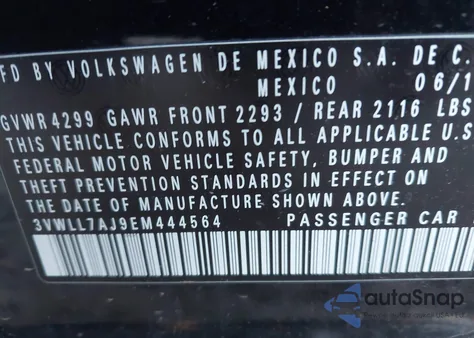 FD BY VOLKSWAGEN DE MEXICO S.A. DE C.
MEXICO 06/1
GVWR 4299 GAWR FRONT 2293 / REAR 2116 LBS
THIS VEHICLE CONFORMS TO ALL APPLICABLE U.S
FEDERAL MOTOR VEHICLE SAFETY, BUMPER AND
THEFT PREVENTION STANDARDS IN EFFECT ON
THE DATE OF MANUFACTURE SHOWN ABOVE.
3VWLL7AJ9EM444564 PASSENGER CAR
autoSnap